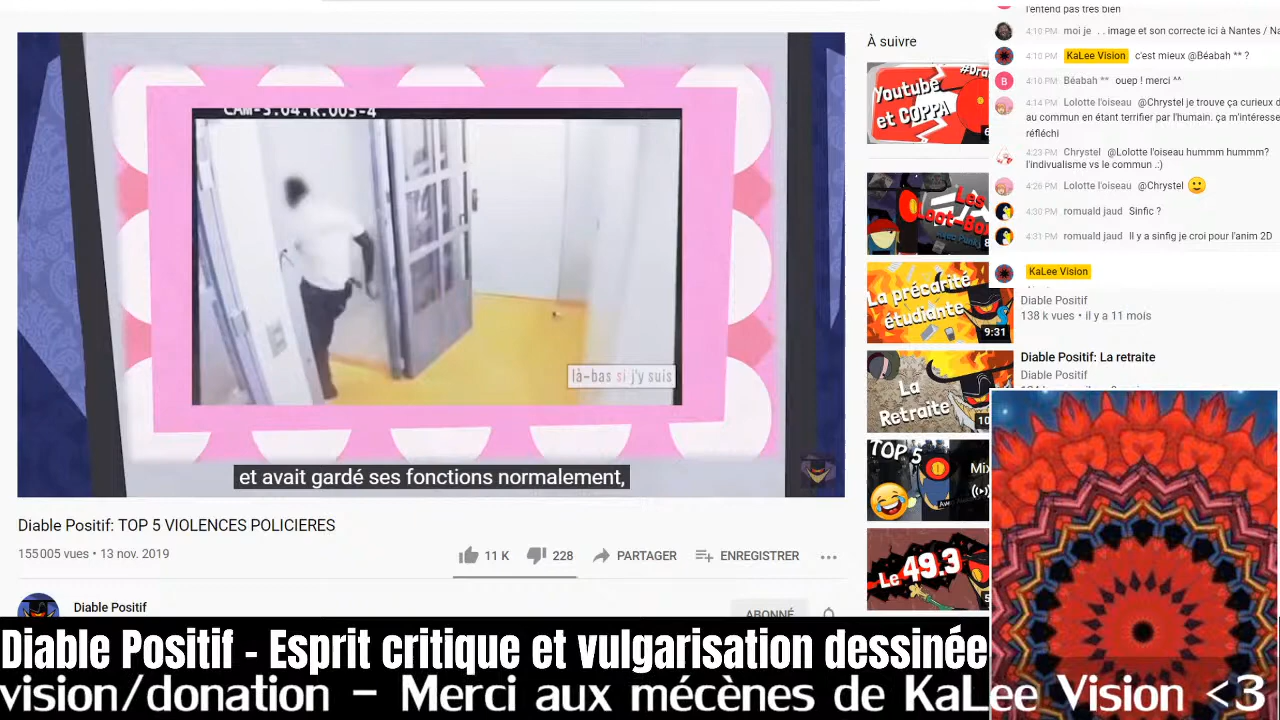 À suivre
CAM-3.04.R.005-4
là-bas si j'y suis
et avait gardé ses fonctions normalement,
Diable Positif: TOP 5 VIOLENCES POLICIERES
155 005 vues • 13 nov. 2019
11 K
228
PARTAGER
ENREGISTRER
Diable Positif
ABONNÉ
Youtube
et COPPA
Les
Loot-Bo
La précarité
étudiante
9:31
Diable Positif
138 k vues • il y a 11 mois
La
Retraite
10
Diable Positif: La retraite
Diable Positif
TOP 5
Mix
Le 49.3
5
l'entend pas très bien
4:10 PM moi je . . image et son correcte ici à Nantes / Na
4:10 PM KaLee Vision c'est mieux @Béabah ** ?
B 4:10 PM Béabah ** ouep ! merci ^^
4:14 PM Lolotte l'oiseau @Chrystel je trouve ça curieux d
au commun en étant terrifier par l'humain. ça m'intéresse
réfléchi
4:23 PM Chrystel @Lolotte l'oiseau hummm hummm?
l'indivualisme vs le commun .:)
4:26 PM Lolotte l'oiseau @Chrystel
4:30 PM romuald jaud Sinfic ?
4:31 PM romuald jaud Il y a sinfig je croi pour l'anim 2D
KaLee Vision
Diable Positif - Esprit critique et vulgarisation dessinée
vision/donation - Merci aux mécènes de KaLee Vision <3